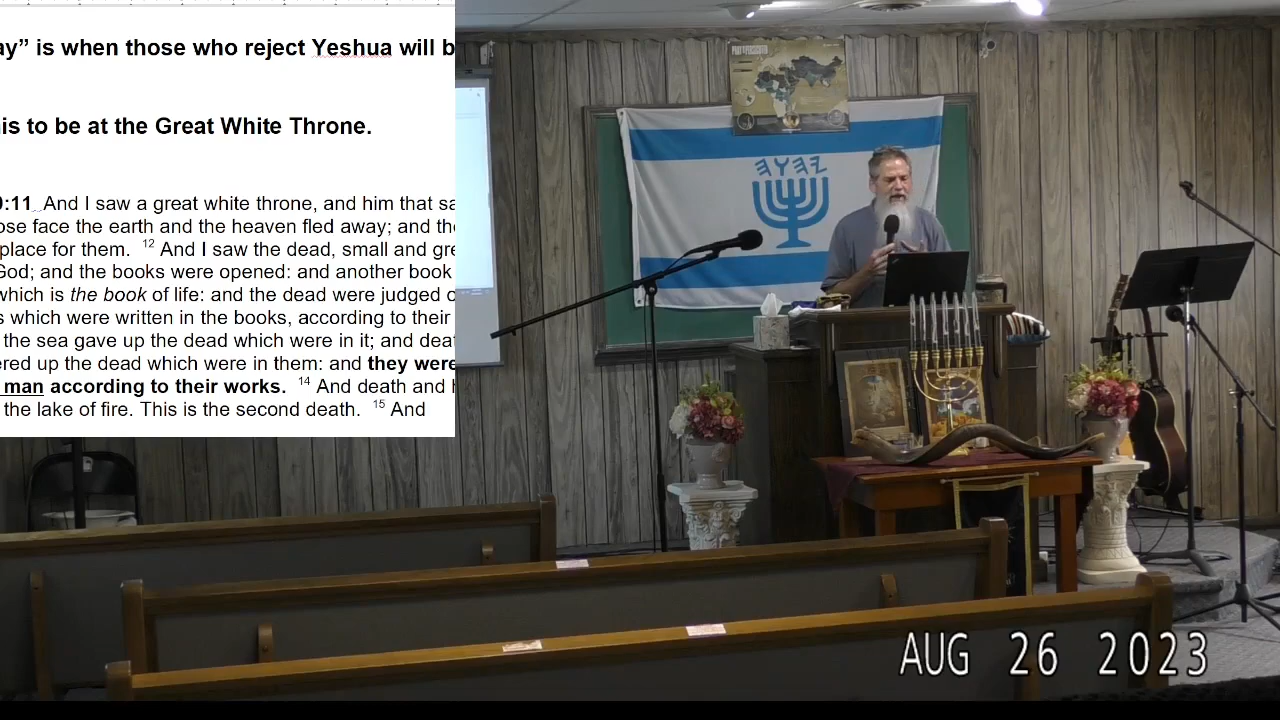 ay” is when those who reject Yeshua will b
is to be at the Great White Throne.
0:11 And I saw a great white throne, and him that sa
ose face the earth and the heaven fled away; and the
place for them. 12 And I saw the dead, small and gre
God; and the books were opened: and another book
which is the book of life: and the dead were judged o
s which were written in the books, according to their
the sea gave up the dead which were in it; and deat
ered up the dead which were in them: and they were
man according to their works. 14 And death and h
the lake of fire. This is the second death. 15 And
𐤉𐤄𐤅𐤄
AUG 26 2023